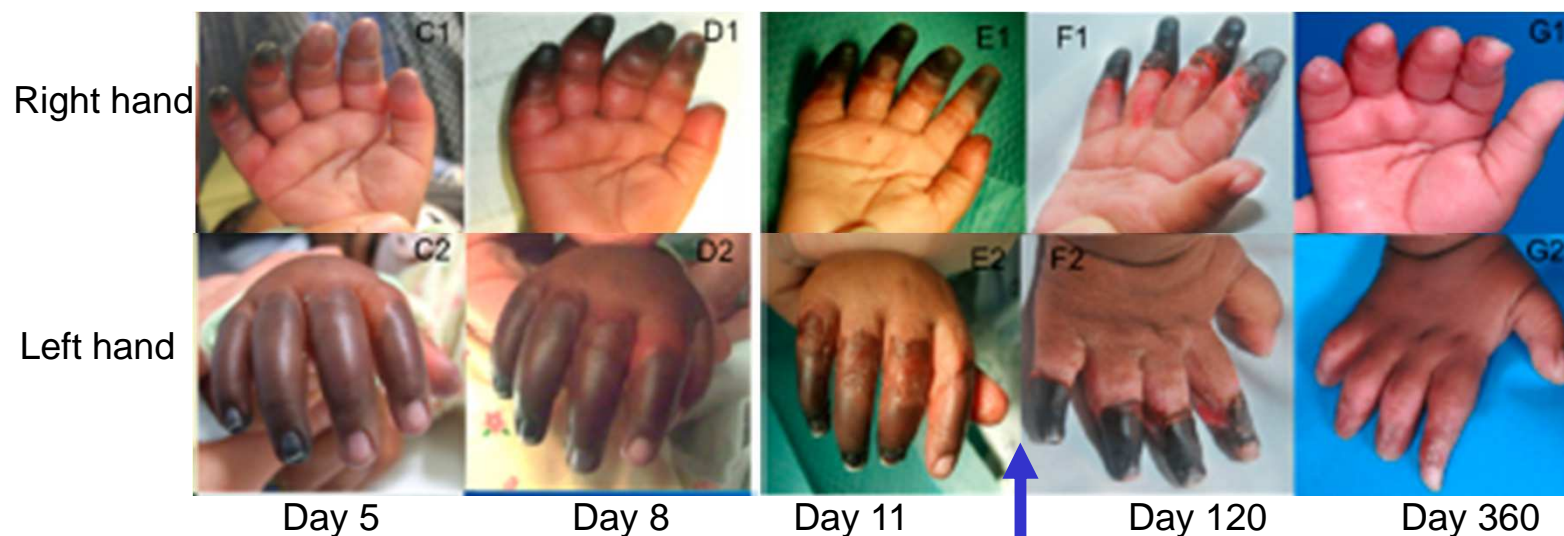 C1 D1 E1 F1 G1
Right hand
C2 D2 E2 F2 G2
Left hand
Day 5 Day 8 Day 11 Day 120 Day 360